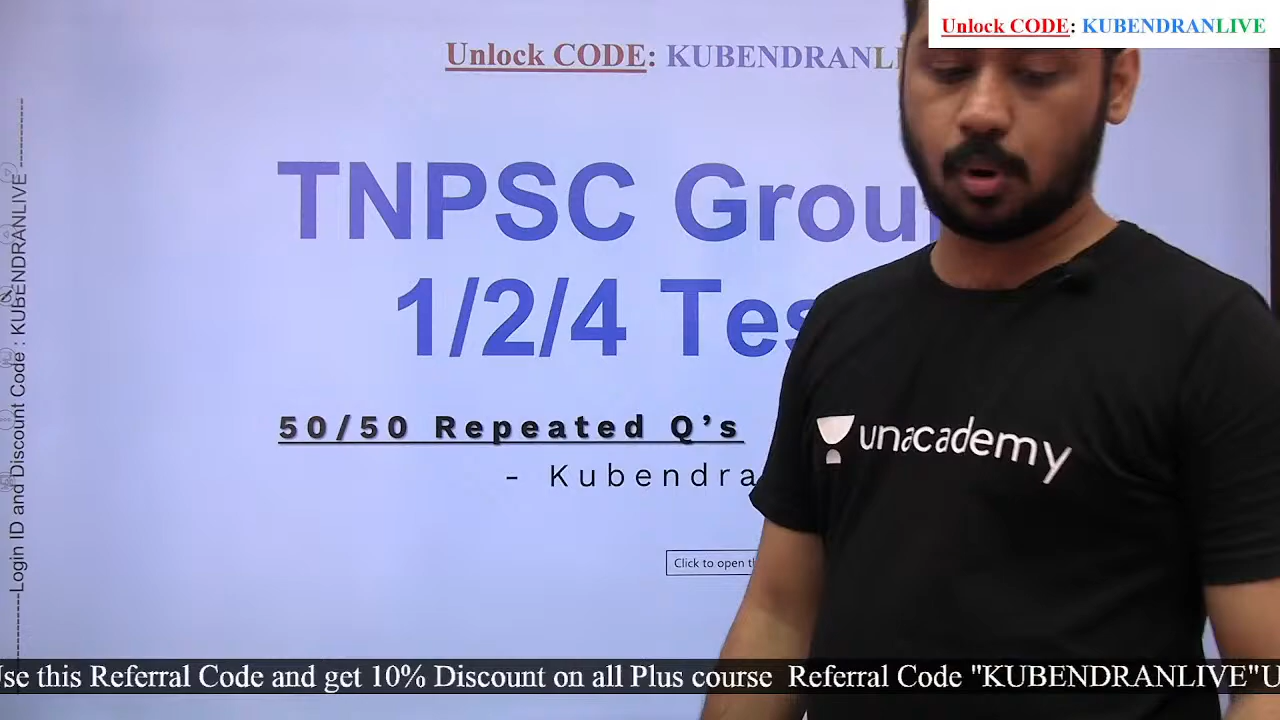 Unlock CODE: KUBENDRANLIVE
Unlock CODE: KUBENDRANL
TNPSC Grou
1/2/4 Tes
50/50 Repeated Q's
- Kubendra
Click to open th
unacademy
Login ID and Discount Code : KUBENDRANLIVE
Use this Referral Code and get 10% Discount on all Plus course Referral Code "KUBENDRANLIVE"U